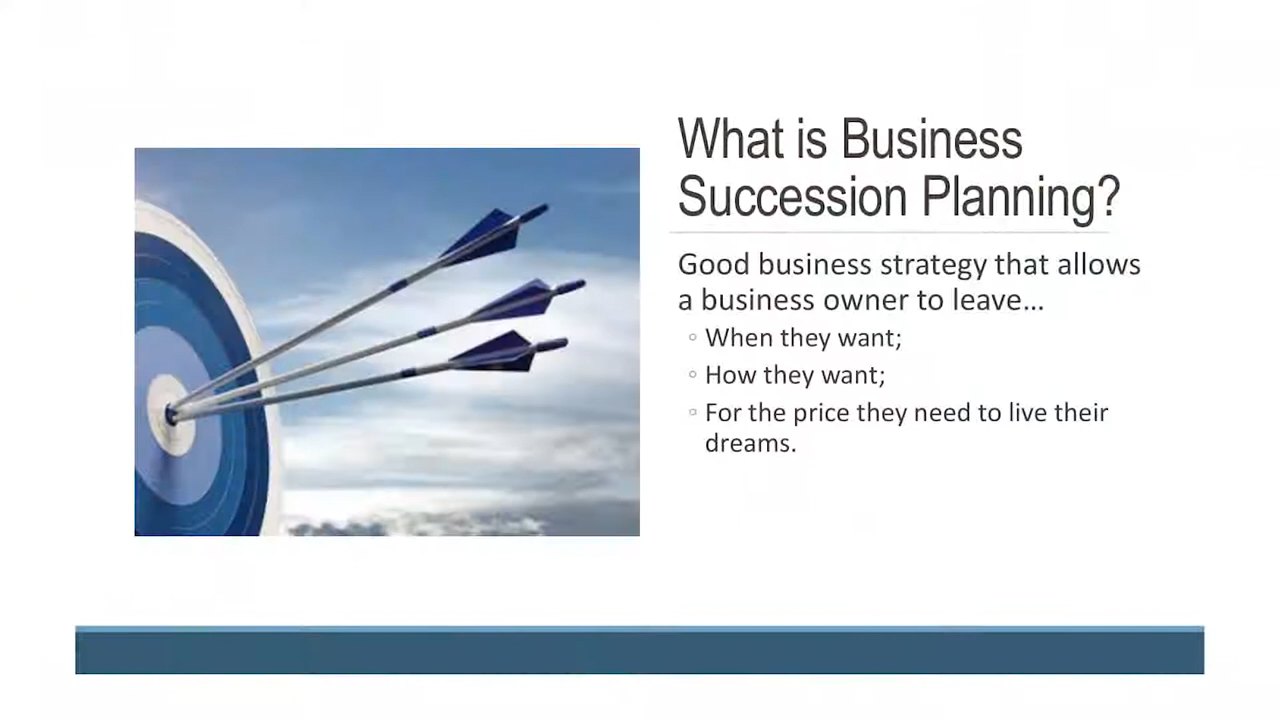 What is Business
Succession Planning?
Good business strategy that allows
a business owner to leave…
◦ When they want;
◦ How they want;
◦ For the price they need to live their
dreams.